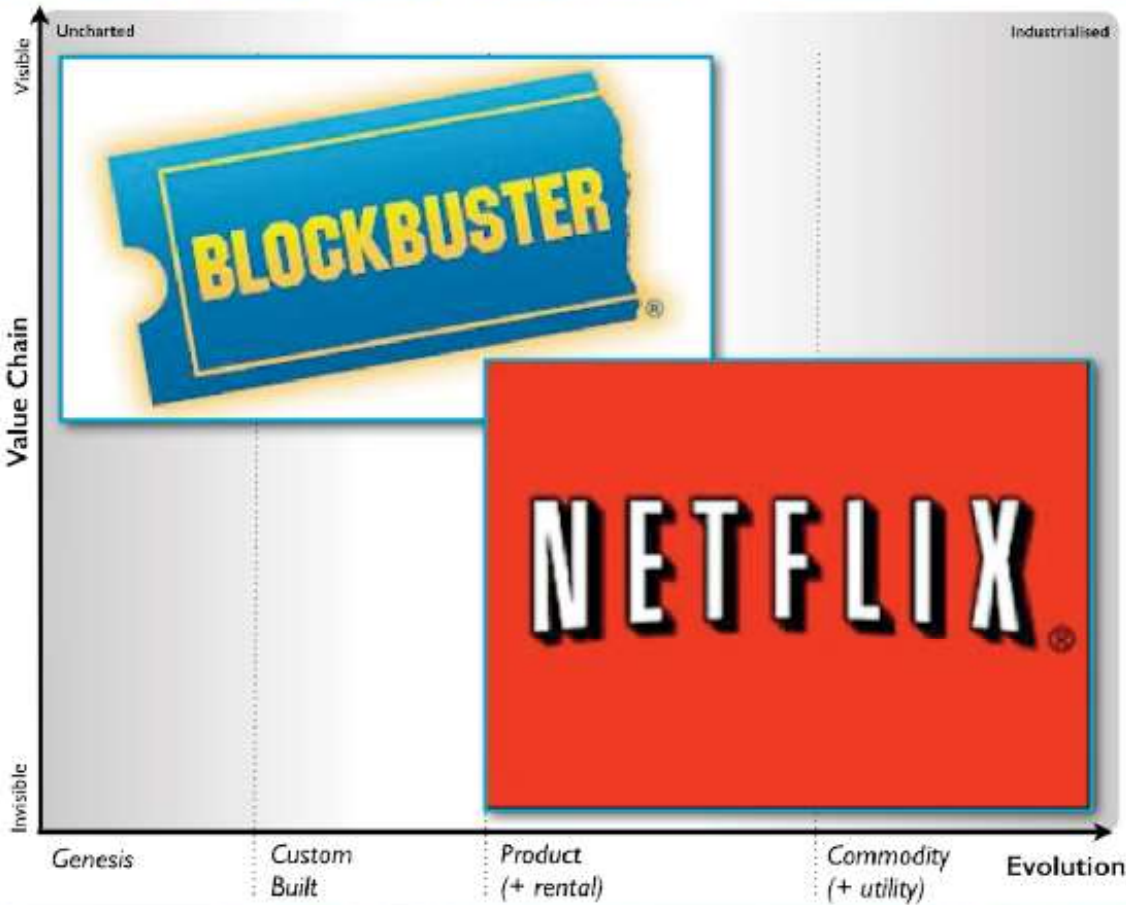 Uncharted
Industrialised
Visible
BLOCKBUSTER
®
Value Chain
NETFLIX
®
Invisible
Genesis
Custom
Built
Product
(+ rental)
Commodity
(+ utility)
Evolution